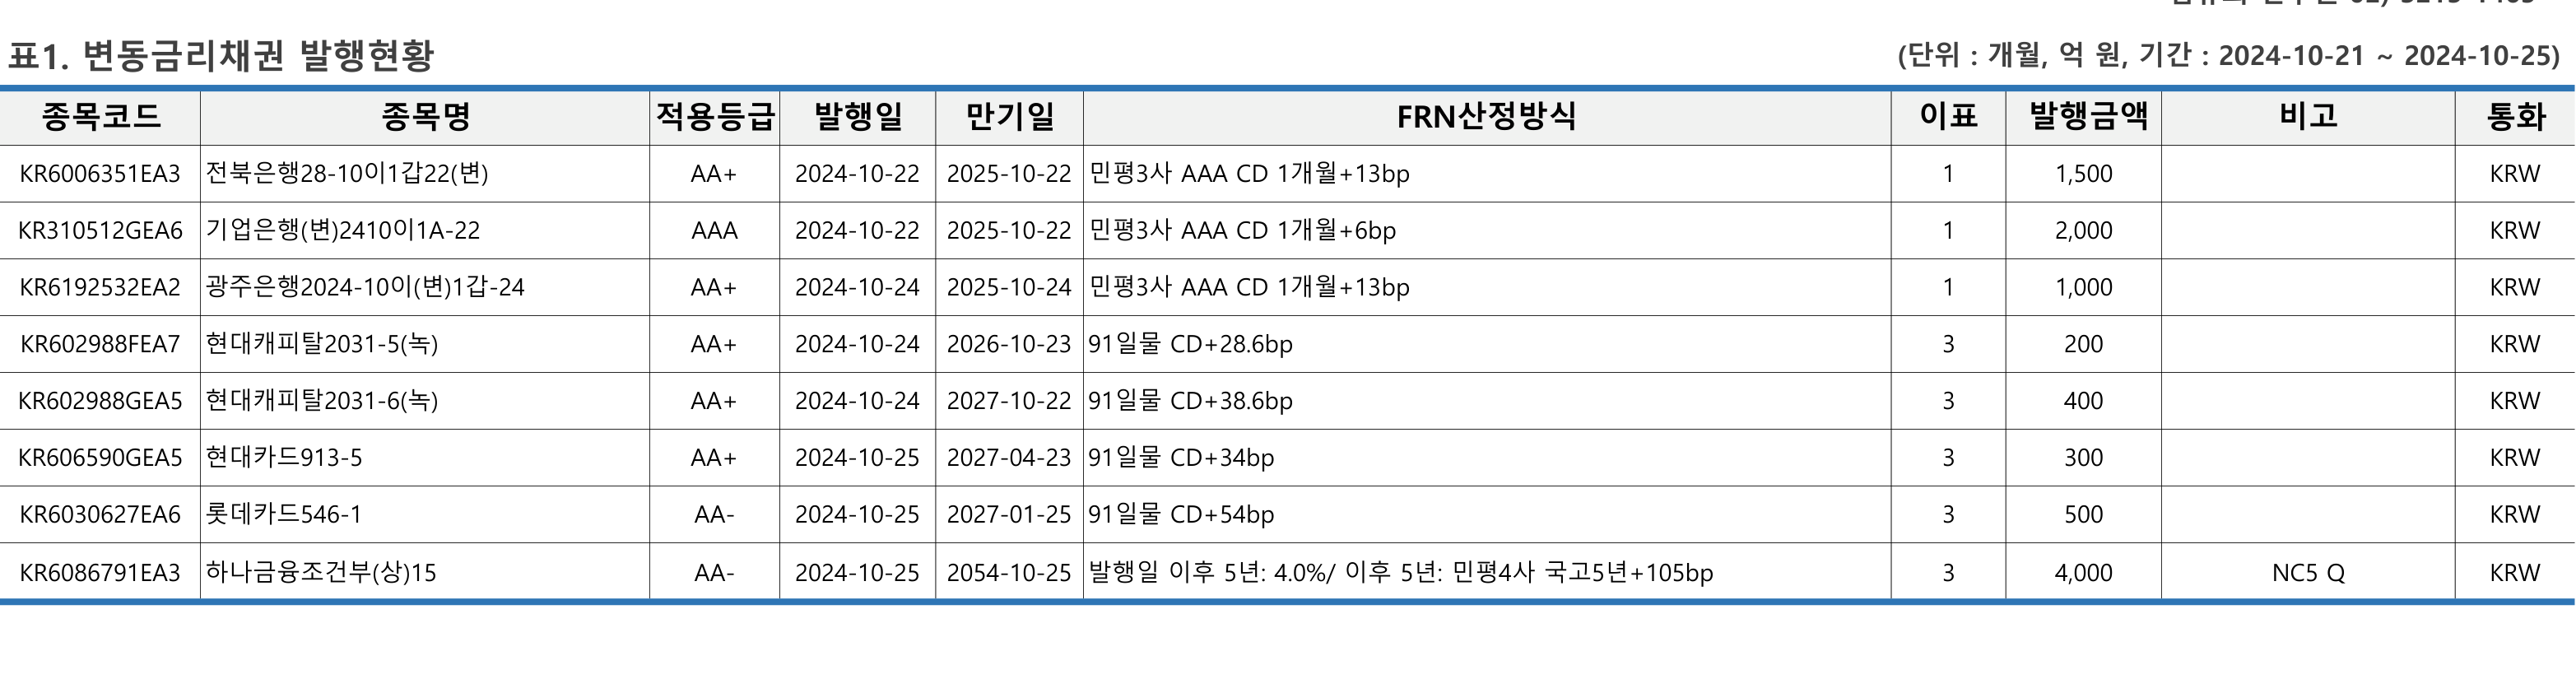 표1. 변동금리채권 발행현황 (단위 : 개월, 억 원, 기간 : 2024-10-21 ~ 2024-10-25)
종목코드 종목명 적용등급 발행일 만기일 FRN산정방식 이표 발행금액 비고 통화
KR6006351EA3 전북은행28-10이1갑22(변) AA+ 2024-10-22 2025-10-22 민평3사 AAA CD 1개월+13bp 1 1,500 KRW
KR310512GEA6 기업은행(변)2410이1A-22 AAA 2024-10-22 2025-10-22 민평3사 AAA CD 1개월+6bp 1 2,000 KRW
KR6192532EA2 광주은행2024-10이(변)1갑-24 AA+ 2024-10-24 2025-10-24 민평3사 AAA CD 1개월+13bp 1 1,000 KRW
KR602988FEA7 현대캐피탈2031-5(녹) AA+ 2024-10-24 2026-10-23 91일물 CD+28.6bp 3 200 KRW
KR602988GEA5 현대캐피탈2031-6(녹) AA+ 2024-10-24 2027-10-22 91일물 CD+38.6bp 3 400 KRW
KR606590GEA5 현대카드913-5 AA+ 2024-10-25 2027-04-23 91일물 CD+34bp 3 300 KRW
KR6030627EA6 롯데카드546-1 AA- 2024-10-25 2027-01-25 91일물 CD+54bp 3 500 KRW
KR6086791EA3 하나금융조건부(상)15 AA- 2024-10-25 2054-10-25 발행일 이후 5년: 4.0%/ 이후 5년: 민평4사 국고5년+105bp 3 4,000 NC5 Q KRW